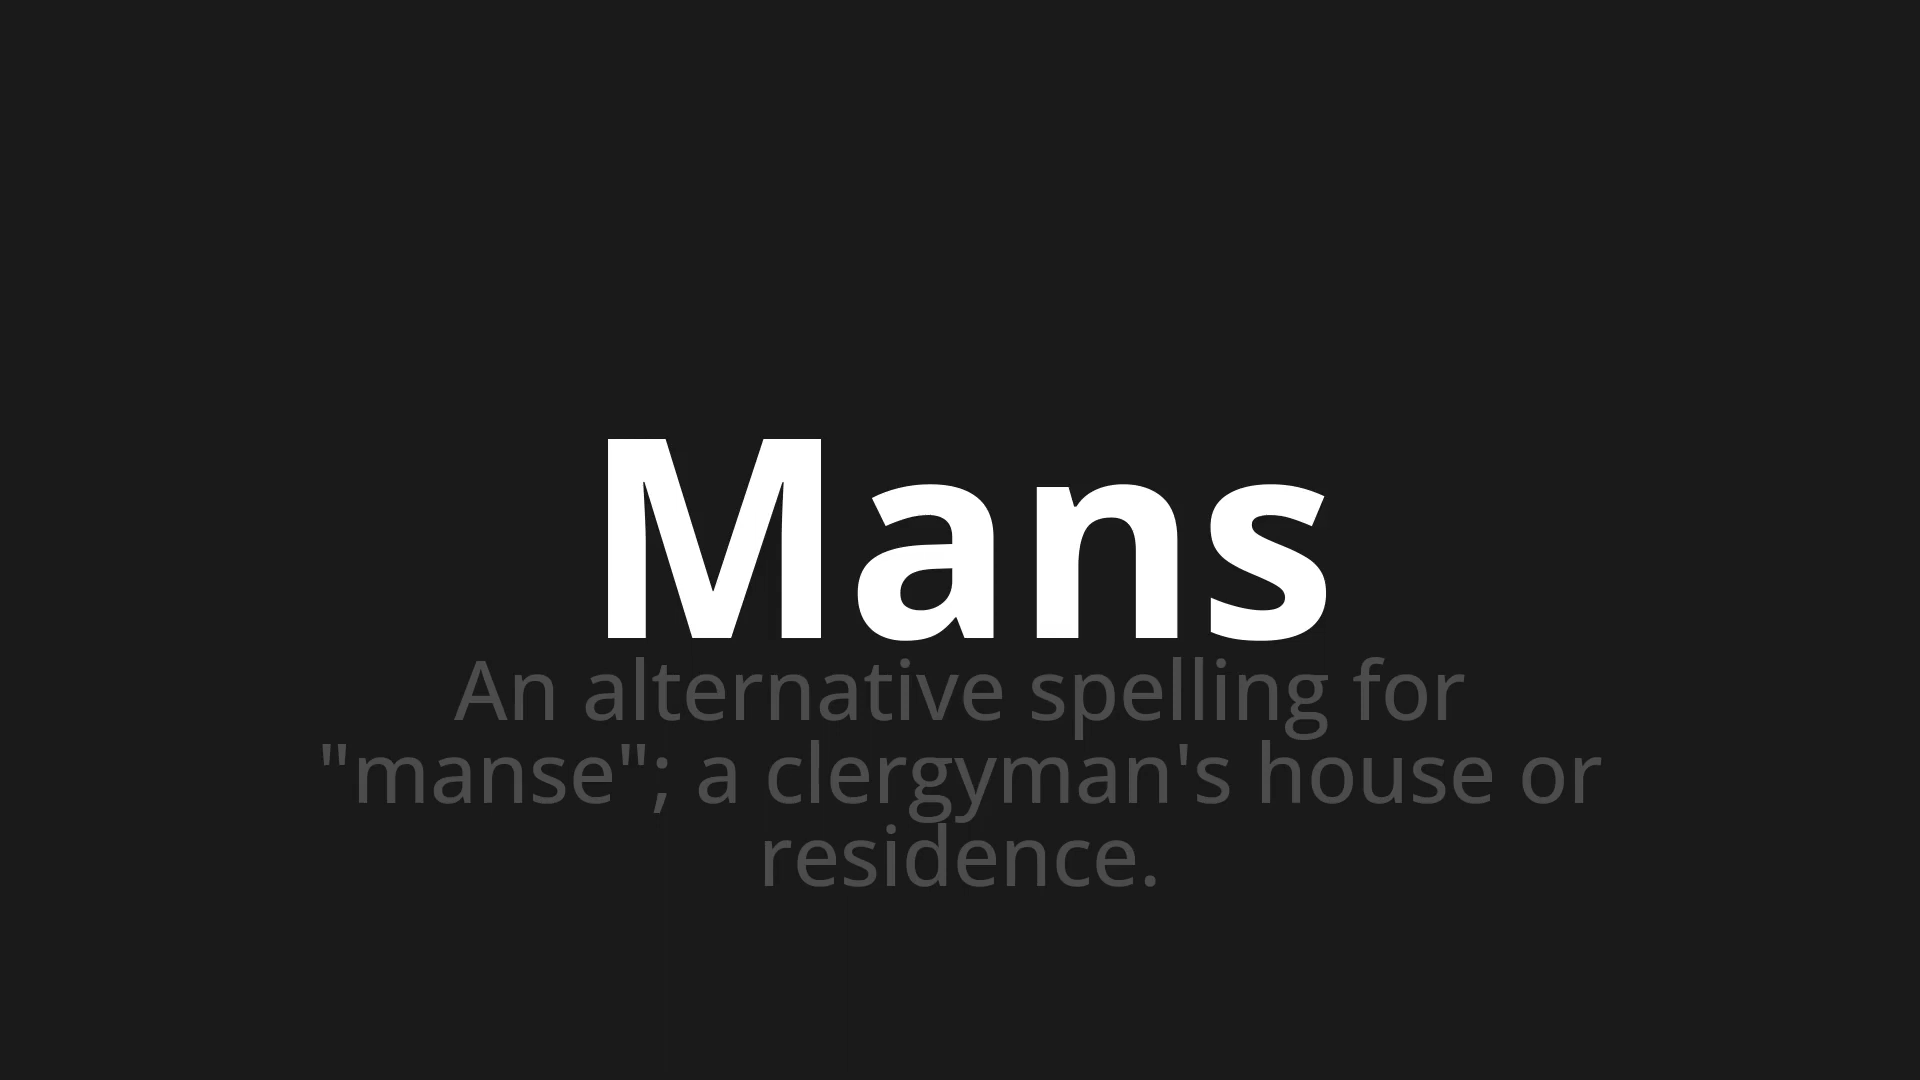 Mans
An alternative spelling for
"manse"; a clergyman's house or
residence.